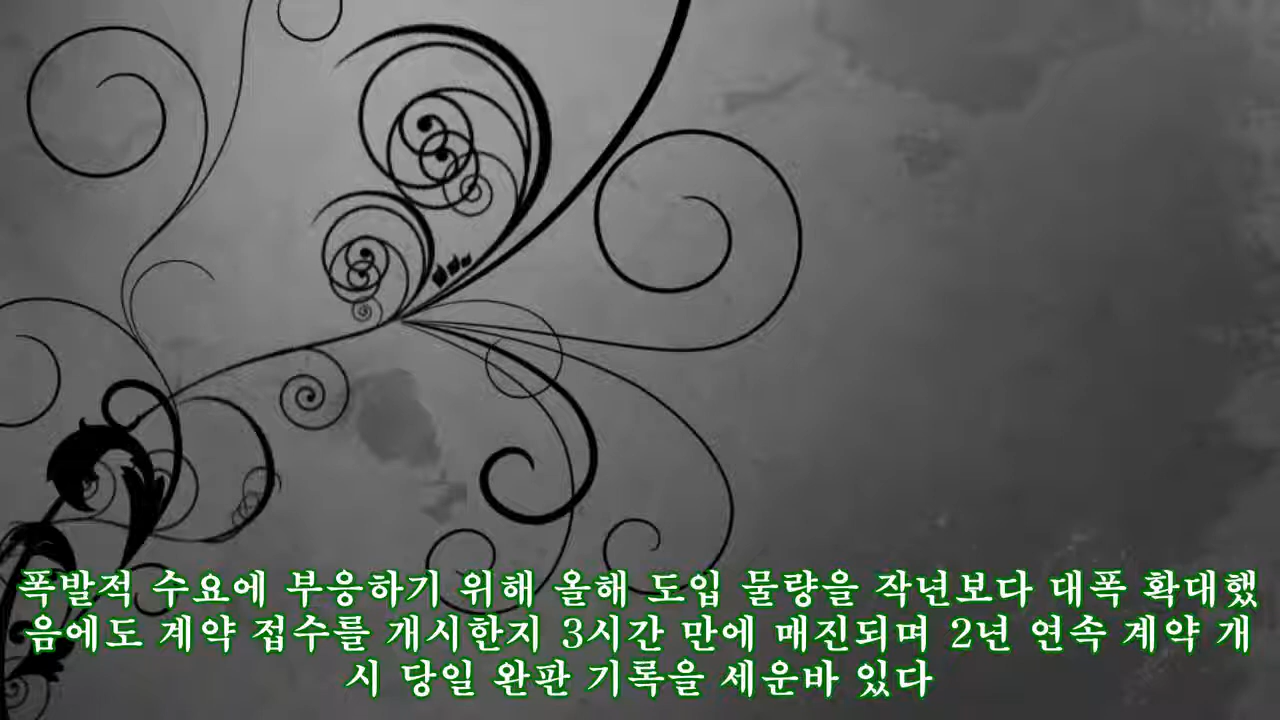 폭발적 수요에 부응하기 위해 올해 도입 물량을 작년보다 대폭 확대했
음에도 계약 접수를 개시한지 3시간 만에 매진되며 2년 연속 계약 개
시 당일 완판 기록을 세운바 있다